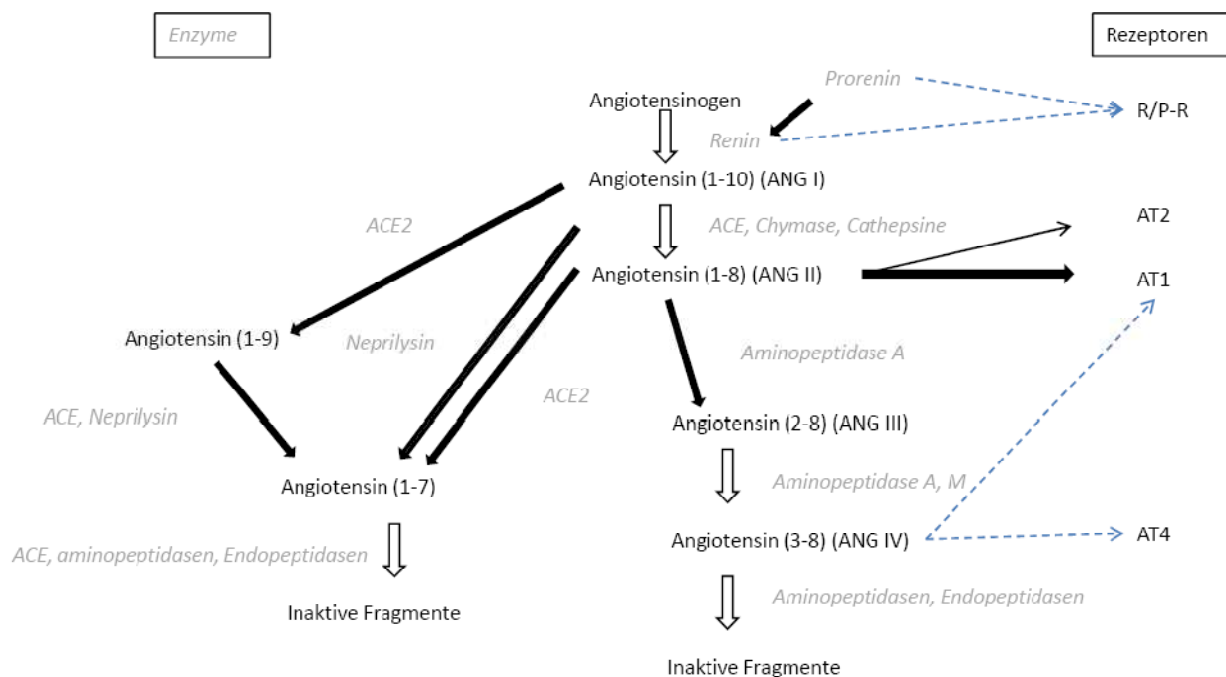 Enzyme
Rezeptoren
Prorenin
Angiotensinogen
R/P-R
Renin
Angiotensin (1-10) (ANG I)
ACE2
ACE, Chymase, Cathepsine
AT2
Angiotensin (1-8) (ANG II)
AT1
Angiotensin (1-9)
Neprilysin
Aminopeptidase A
ACE2
ACE, Neprilysin
Angiotensin (2-8) (ANG III)
Angiotensin (1-7)
Aminopeptidase A, M
ACE, aminopeptidasen, Endopeptidasen
Angiotensin (3-8) (ANG IV)
AT4
Inaktive Fragmente
Aminopeptidasen, Endopeptidasen
Inaktive Fragmente